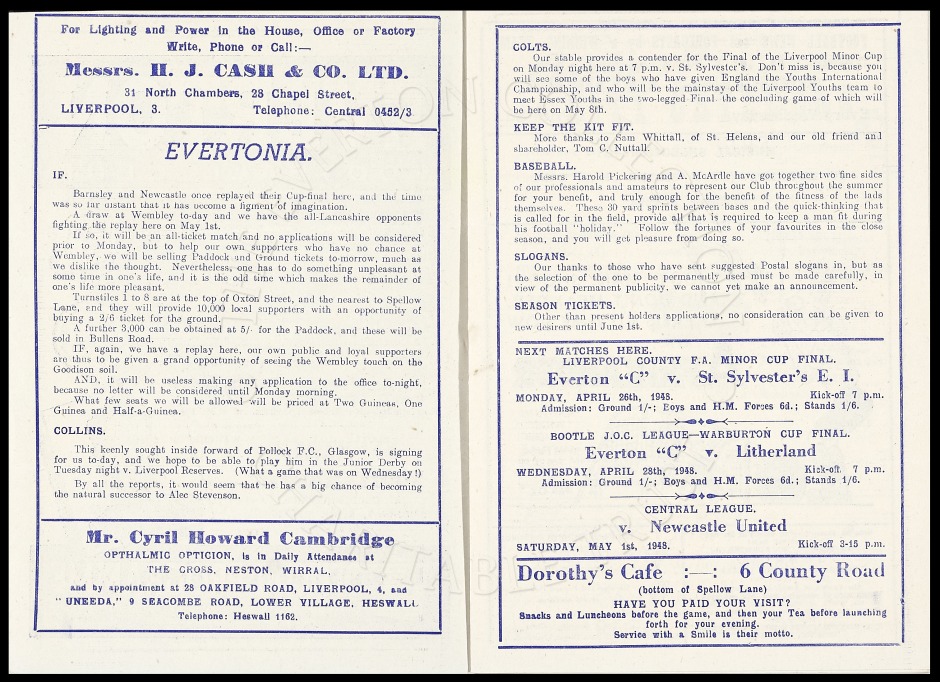 For Lighting and Power in the House, Office or Factory
Write, Phone or Call:—
Messrs. H. J. CASH & CO. LTD.
31 North Chambers, 28 Chapel Street,
LIVERPOOL, 3. Telephone: Central 0452/3
EVERTONIA.
IF.
Barnsley and Newcastle once replayed their Cup-final here, and the time
was so far distant that it has become a figment of imagination.
A draw at Wembley to-day and we have the all-Lancashire opponents
fighting the replay here on May 1st.
If so, it will be an all-ticket match and no applications will be considered
prior to Monday, but to help our own supporters who have no chance at
Wembley, we will be selling Paddock and Ground tickets to-morrow, much as
we dislike the thought. Nevertheless, one has to do something unpleasant at
some time in one's life, and it is the old time which makes the remainder of
one's life more pleasant.
Turnstiles 1 to 8 are at the top of Oxton Street, and the nearest to Spellow
Lane, and they will provide 10,000 local supporters with an opportunity of
buying a 2/6 ticket for the ground.
A further 3,000 can be obtained at 5/- for the Paddock, and these will be
sold in Bullens Road.
IF, again, we have a replay here, our own public and loyal supporters
are thus to be given a grand opportunity of seeing the Wembley touch on the
Goodison soil.
AND, it will be useless making any application to the office to-night,
because no letter will be considered until Monday morning.
What few seats we will be allowed will be priced at Two Guineas, One
Guinea and Half-a-Guinea.
COLLINS.
This keenly sought inside forward of Pollock F.C., Glasgow, is signing
for us to-day, and we hope to be able to play him in the Junior Derby on
Tuesday night v. Liverpool Reserves. (What a game that was on Wednesday!)
By all the reports, it would seem that he has a big chance of becoming
the natural successor to Alec Stevenson.
Mr. Cyril Howard Cambridge
OPTHALMIC OPTICION, is in Daily Attendance at
THE CROSS, NESTON, WIRRAL,
and by appointment at 28 OAKFIELD ROAD, LIVERPOOL, 4, and
"UNEEDA," 9 SEACOMBE ROAD, LOWER VILLAGE, HESWALL
Telephone: Heswall 1162.
COLTS.
Our stable provides a contender for the Final of the Liverpool Minor Cup
on Monday night here at 7 p.m. v. St. Sylvester's. Don't miss is, because you
will see some of the boys who have given England the Youths International
Championship, and who will be the mainstay of the Liverpool Youths team to
meet Essex Youths in the two-legged Final, the concluding game of which will
be here on May 8th.
KEEP THE KIT FIT.
More thanks to Sam Whittall, of St. Helens, and our old friend and
shareholder, Tom C. Nuttall.
BASEBALL.
Messrs. Harold Pickering and A. McArdle have got together two fine sides
of our professionals and amateurs to represent our Club throughout the summer
for your benefit, and truly enough for the benefit of the fitness of the lads
themselves. These 30 yard sprints between bases and the quick-thinking that
is called for in the field, provide all that is required to keep a man fit during
his football "holiday." Follow the fortunes of your favourites in the close
season, and you will get pleasure from doing so.
SLOGANS.
Our thanks to those who have sent suggested Postal slogans in, but as
the selection of the one to be permanently used must be made carefully, in
view of the permanent publicity, we cannot yet make an announcement.
SEASON TICKETS.
Other than present holders applications, no consideration can be given to
new desirers until June 1st.
NEXT MATCHES HERE.
LIVERPOOL COUNTY F.A. MINOR CUP FINAL.
Everton "C" v. St. Sylvester's E. I.
MONDAY, APRIL 26th, 1948. Kick-off 7 p.m.
Admission: Ground 1/-; Boys and H.M. Forces 6d.; Stands 1/6.
BOOTLE J.O.C. LEAGUE—WARBURTON CUP FINAL.
Everton "C" v. Litherland
WEDNESDAY, APRIL 28th, 1948. Kick-off 7 p.m.
Admission: Ground 1/-; Boys and H.M. Forces 6d.; Stands 1/6.
CENTRAL LEAGUE.
v. Newcastle United
SATURDAY, MAY 1st, 1948. Kick-off 3-15 p.m.
Dorothy's Cafe :—: 6 County Road
(bottom of Spellow Lane)
HAVE YOU PAID YOUR VISIT?
Snacks and Luncheons before the game, and then your Tea before launching
forth for your evening.
Service with a Smile is their motto.